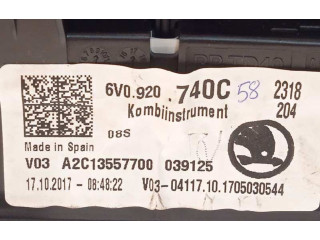 6V0.920.740C 58 2318
Kombiinstrument 204
08S
Made in Spain
V03 A2C13557700 039125
17.10.2017 - 08:48:22 V03-04117.10.1705030544